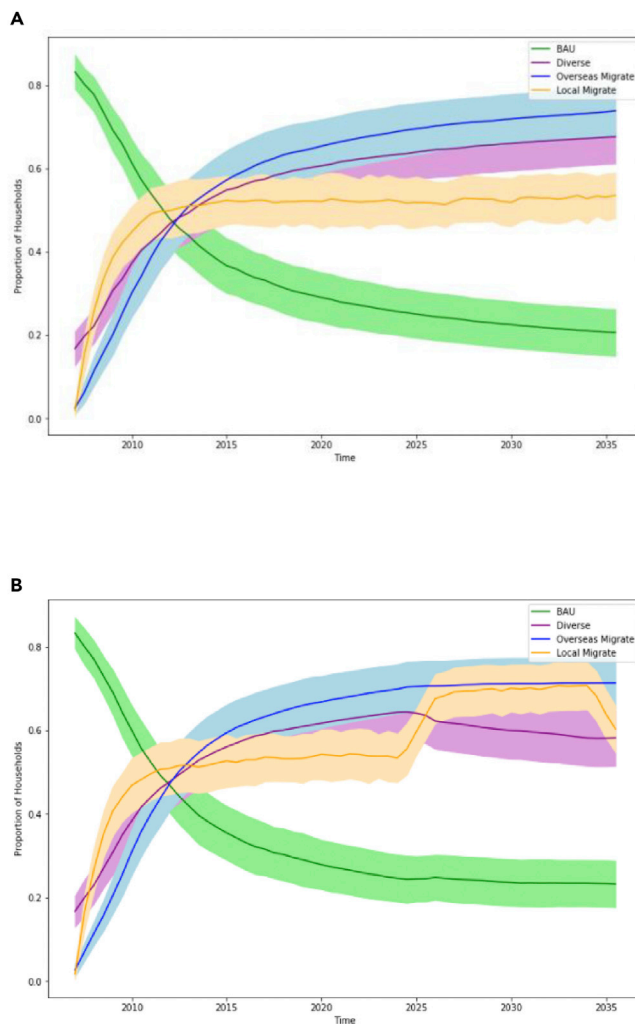 A
BAU
Diverse
Overseas Migrate
Local Migrate
Proportion of Households
0.8
0.6
0.4
0.2
0.0
2010 2015 2020 2025 2030 2035
Time
B
BAU
Diverse
Overseas Migrate
Local Migrate
Proportion of Households
0.8
0.6
0.4
0.2
0.0
2010 2015 2020 2025 2030 2035
Time